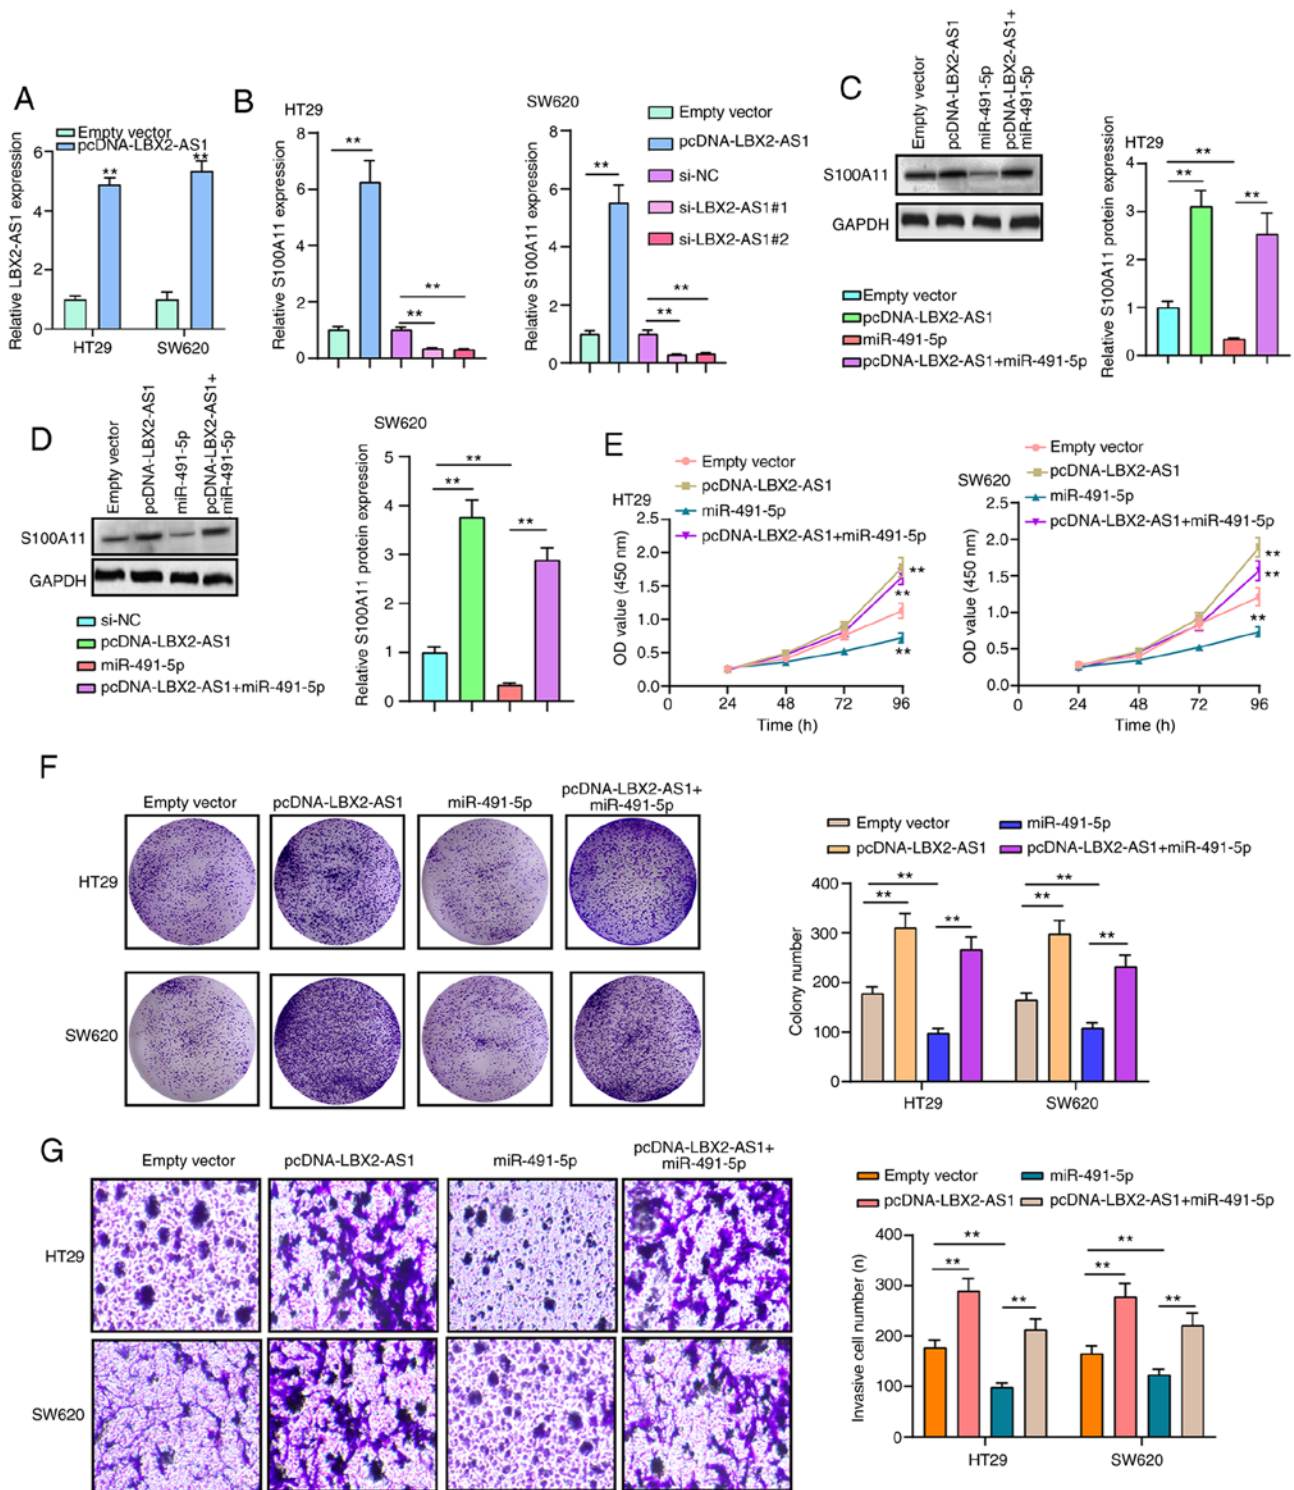 A
Empty vector
pcDNA-LBX2-AS1
Relative LBX2-AS1 expression
6
4
2
0
**
**
HT29
SW620
B
HT29
Relative S100A11 expression
8
6
4
2
0
**
**
**
SW620
Relative S100A11 expression
8
6
4
2
0
**
**
**
Empty vector
pcDNA-LBX2-AS1
si-NC
si-LBX2-AS1#1
si-LBX2-AS1#2
C
Empty vector
pcDNA-LBX2-AS1
miR-491-5p
pcDNA-LBX2-AS1+
miR-491-5p
S100A11
GAPDH
Empty vector
pcDNA-LBX2-AS1
miR-491-5p
pcDNA-LBX2-AS1+miR-491-5p
HT29
Relative S100A11 protein expression
4
3
2
1
0
**
**
**
D
Empty vector
pcDNA-LBX2-AS1
miR-491-5p
pcDNA-LBX2-AS1+
miR-491-5p
S100A11
GAPDH
si-NC
pcDNA-LBX2-AS1
miR-491-5p
pcDNA-LBX2-AS1+miR-491-5p
SW620
Relative S100A11 protein expression
5
4
3
2
1
0
**
**
**
E
Empty vector
pcDNA-LBX2-AS1
miR-491-5p
pcDNA-LBX2-AS1+miR-491-5p
HT29
OD value (450 nm)
2.5
2.0
1.5
1.0
0.5
0.0
**
**
**
0 24 48 72 96
Time (h)
Empty vector
pcDNA-LBX2-AS1
miR-491-5p
pcDNA-LBX2-AS1+miR-491-5p
SW620
OD value (450 nm)
2.5
2.0
1.5
1.0
0.5
0.0
**
**
**
0 24 48 72 96
Time (h)
F
Empty vector
pcDNA-LBX2-AS1
miR-491-5p
pcDNA-LBX2-AS1+
miR-491-5p
HT29
SW620
Empty vector
miR-491-5p
pcDNA-LBX2-AS1
pcDNA-LBX2-AS1+miR-491-5p
Colony number
400
300
200
100
0
**
**
**
**
**
**
HT29
SW620
G
Empty vector
pcDNA-LBX2-AS1
miR-491-5p
pcDNA-LBX2-AS1+
miR-491-5p
HT29
SW620
Empty vector
miR-491-5p
pcDNA-LBX2-AS1
pcDNA-LBX2-AS1+miR-491-5p
Invasive cell number (n)
400
300
200
100
0
**
**
**
**
**
**
HT29
SW620